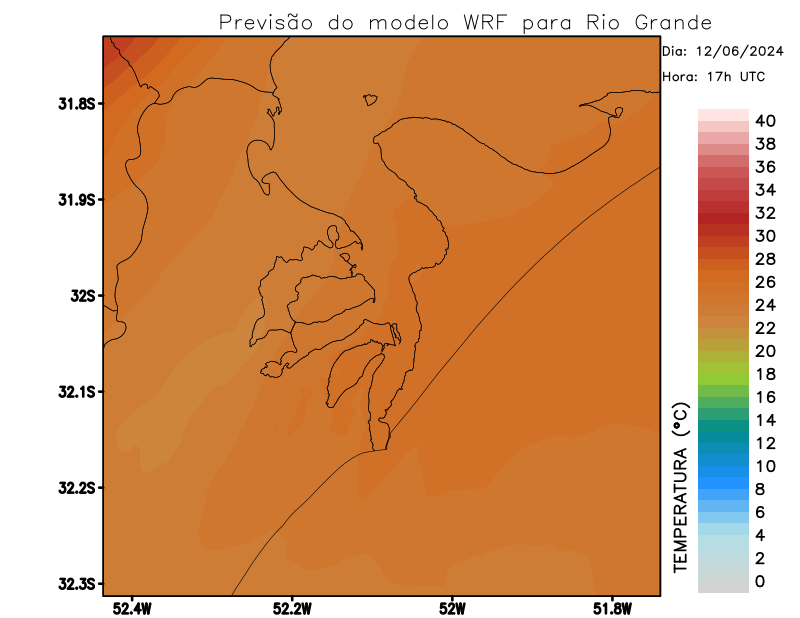 Previsão do modelo WRF para Rio Grande
Dia: 12/06/2024
Hora: 17h UTC
31.8S
31.9S
32S
32.1S
32.2S
32.3S
52.4W
52.2W
52W
51.8W
TEMPERATURA (°C)
40
38
36
34
32
30
28
26
24
22
20
18
16
14
12
10
8
6
4
2
0